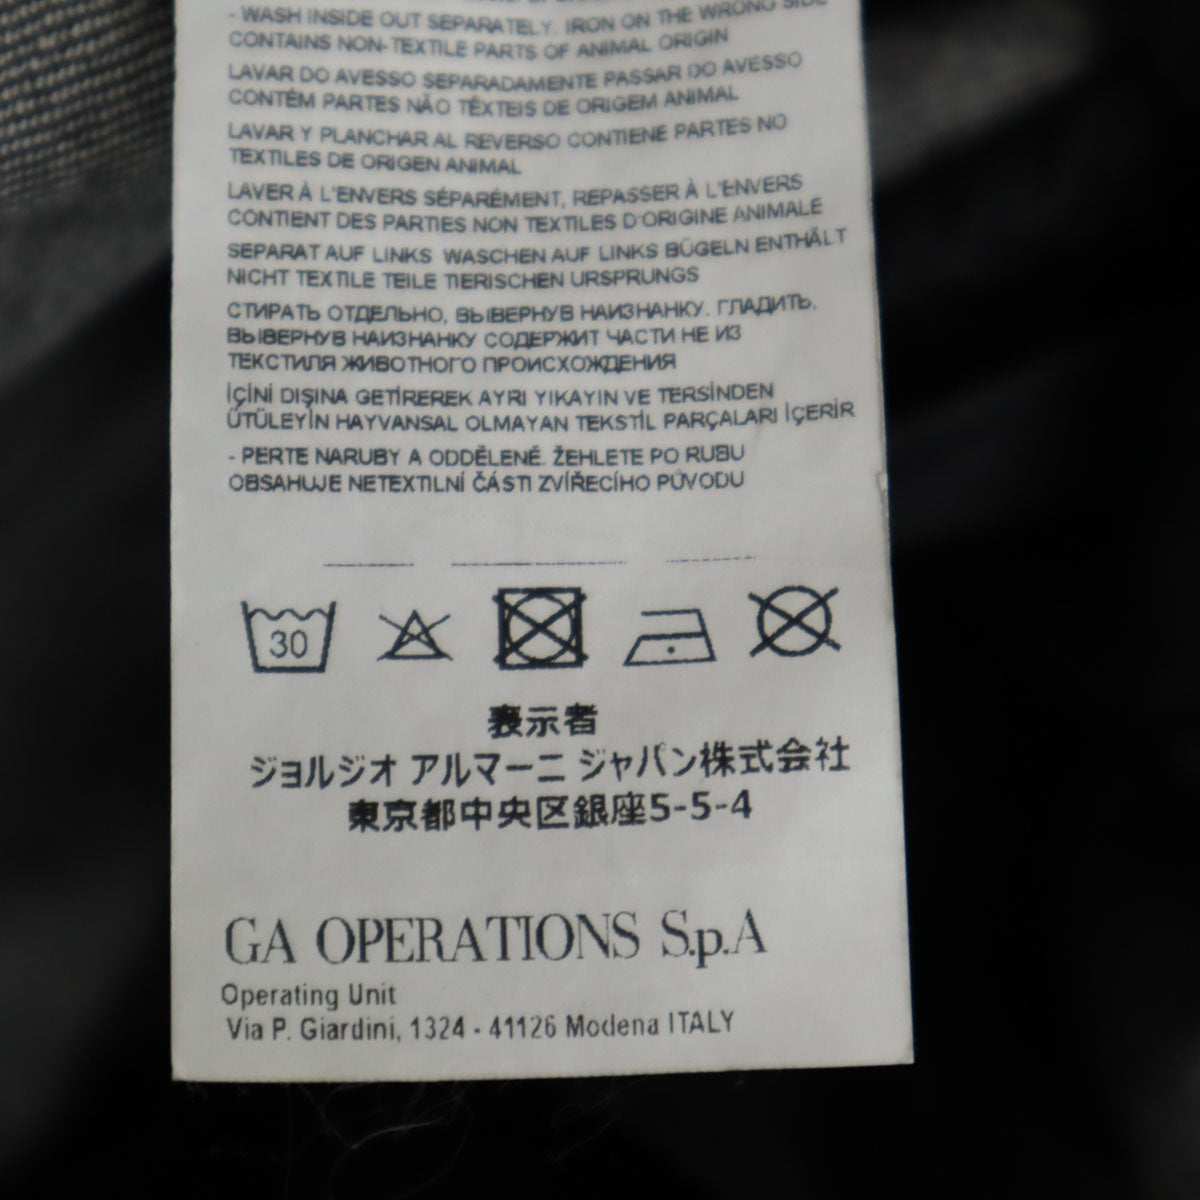 - WASH INSIDE OUT SEPARATELY. IRON ON THE WRONG SIDE
CONTAINS NON-TEXTILE PARTS OF ANIMAL ORIGIN
LAVAR DO AVESSO SEPARADAMENTE PASSAR DO AVESSO
CONTÉM PARTES NÃO TÊXTEIS DE ORIGEM ANIMAL
LAVAR Y PLANCHAR AL REVERSO CONTIENE PARTES NO
TEXTILES DE ORIGEN ANIMAL
LAVER À L'ENVERS SÉPARÉMENT, REPASSER À L'ENVERS
CONTIENT DES PARTIES NON TEXTILES D'ORIGINE ANIMALE
SEPARAT AUF LINKS WASCHEN AUF LINKS BÜGELN ENTHÄLT
NICHT TEXTILE TEILE TIERISCHEN URSPRUNGS
СТИРАТЬ ОТДЕЛЬНО, ВЫВЕРНУВ НАИЗНАНКУ. ГЛАДИТЬ,
ВЫВЕРНУВ НАИЗНАНКУ СОДЕРЖИТ ЧАСТИ НЕ ИЗ
ТЕКСТИЛЯ ЖИВОТНОГО ПРОИСХОЖДЕНИЯ
İÇİNİ DIŞINA GETİREREK AYRI YIKAYIN VE TERSİNDEN
ÜTÜLEYİN HAYVANSAL OLMAYAN TEKSTİL PARÇALARI İÇERİR
- PERTE NARUBY A ODDĚLENĚ. ŽEHLETE PO RUBU
OBSAHUJE NETEXTILNÍ ČÁSTI ZVÍŘECÍHO PŮVODU
30
表示者
ジョルジオ アルマーニ ジャパン株式会社
東京都中央区銀座5-5-4
GA OPERATIONS S.p.A
Operating Unit
Via P. Giardini, 1324 - 41126 Modena ITALY